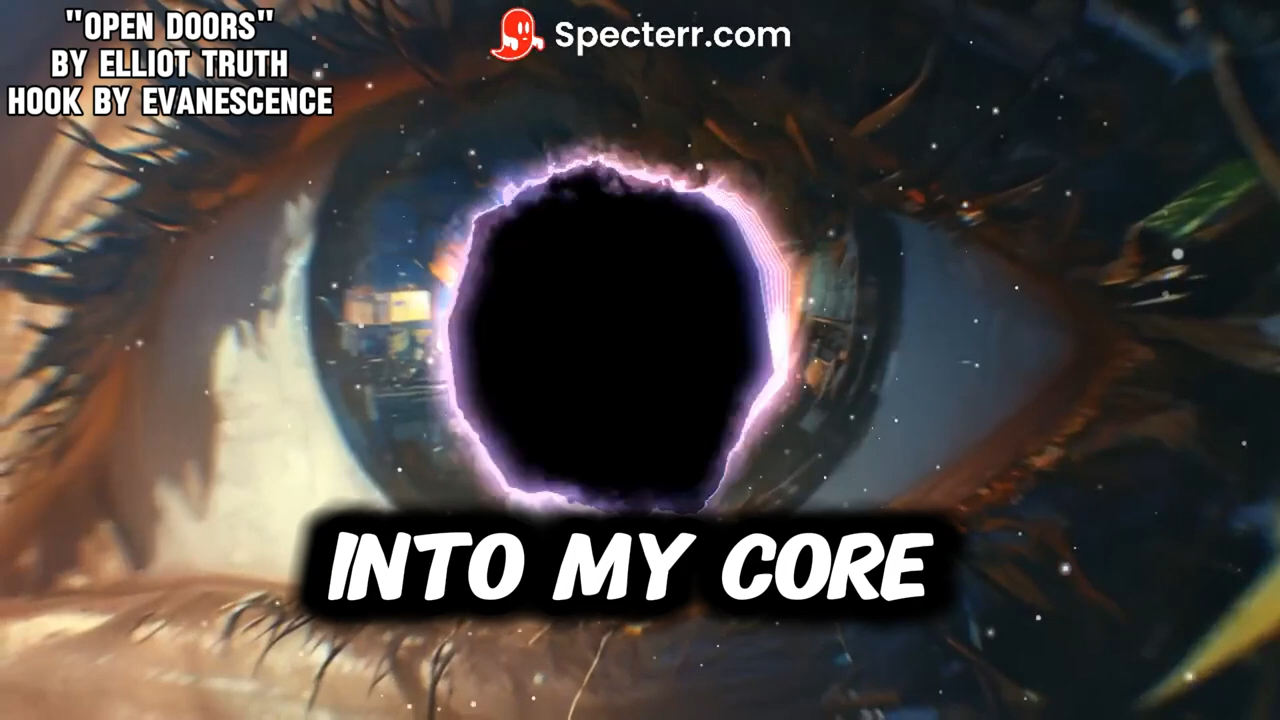 "OPEN DOORS"
BY ELLIOT TRUTH
HOOK BY EVANESCENCE
Specterr.com
INTO MY CORE